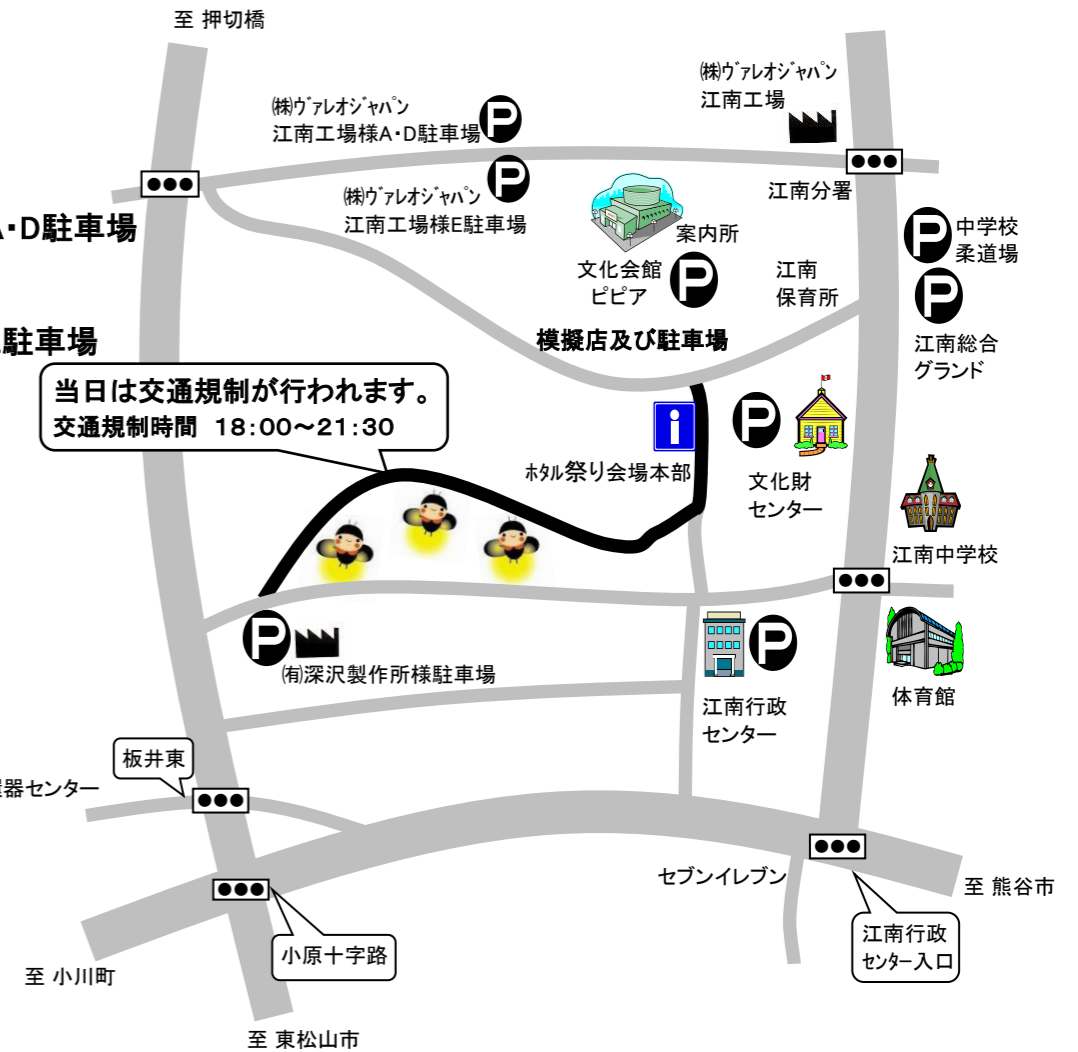 至 押切橋
㈱ヴァレオジャパン
江南工場
㈱ヴァレオジャパン
江南工場様A・D駐車場
P
㈱ヴァレオジャパン
江南工場様E駐車場
P
江南分署
A・D駐車場
案内所
文化会館
ピピア
P
江南
保育所
P
中学校
柔道場
P
江南総合
グランド
駐車場
模擬店及び駐車場
当日は交通規制が行われます。
交通規制時間 18:00~21:30
i
ホタル祭り会場本部
P
文化財
センター
江南中学校
P
㈲深沢製作所様駐車場
P
江南行政
センター
体育館
板井東
器センター
セブンイレブン
至 熊谷市
小原十字路
江南行政
センター入口
至 小川町
至 東松山市